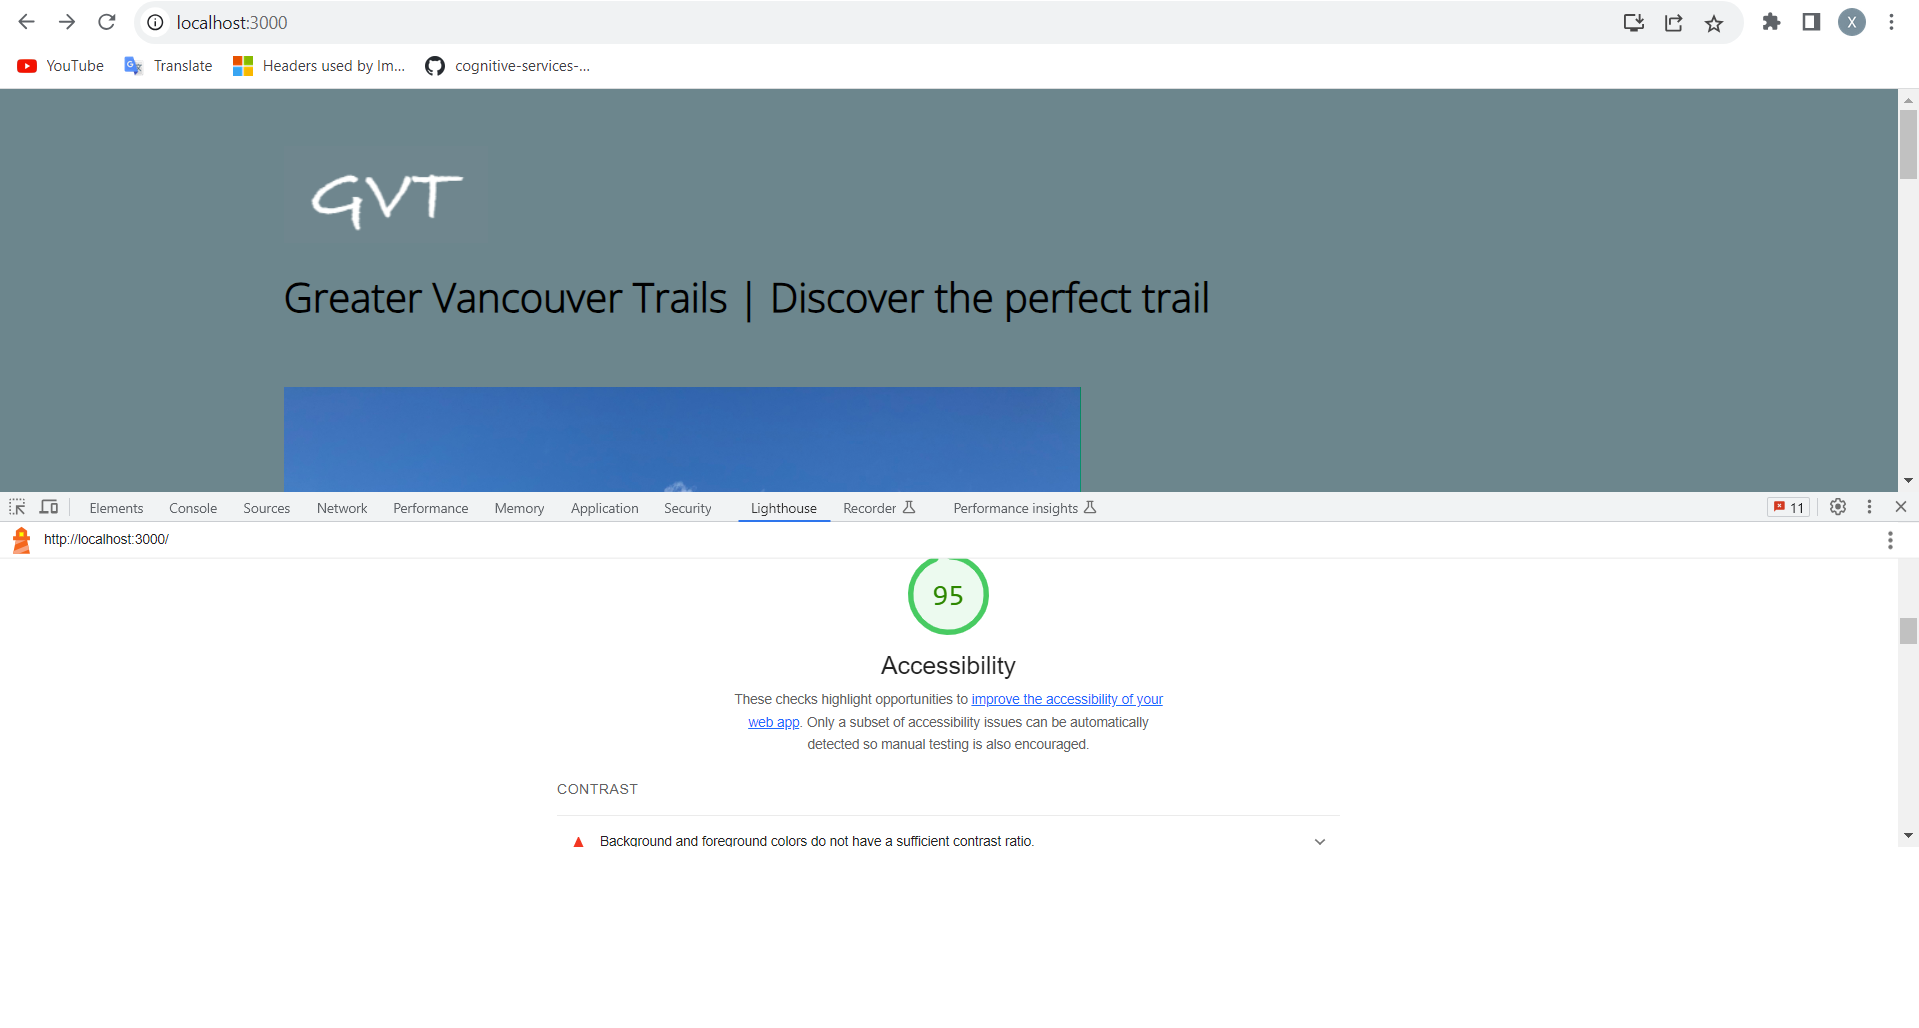 localhost:3000
X
YouTube
Translate
Headers used by Im...
cognitive-services-...
GVT
Greater Vancouver Trails | Discover the perfect trail
Elements Console Sources Network Performance Memory Application Security Lighthouse Recorder Performance insights 11
http://localhost:3000/
95
Accessibility
These checks highlight opportunities to improve the accessibility of your
web app. Only a subset of accessibility issues can be automatically
detected so manual testing is also encouraged.
CONTRAST
Background and foreground colors do not have a sufficient contrast ratio.